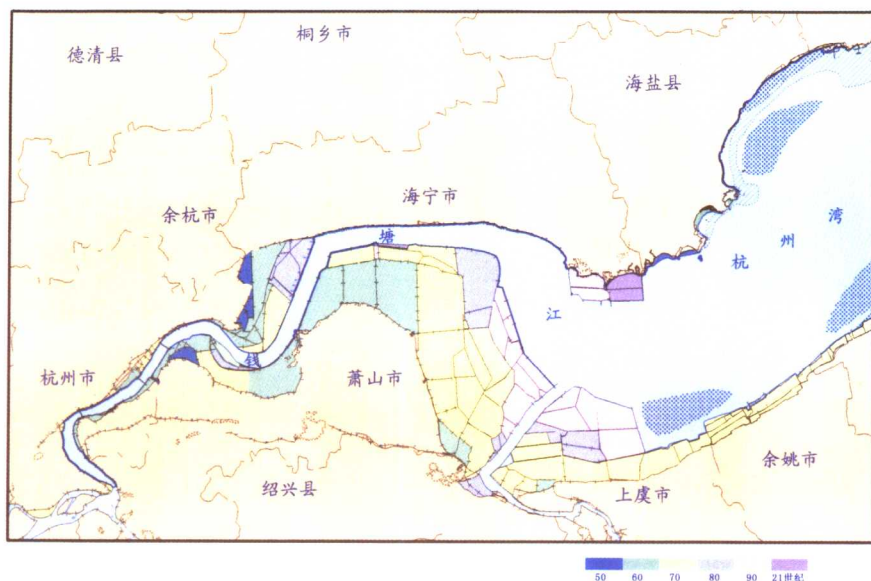 德清县
桐乡市
海盐县
余杭市
海宁市
塘
杭州湾
江
钱
杭州市
萧山市
余姚市
绍兴县
上虞市
50 60 70 80 90 21世纪